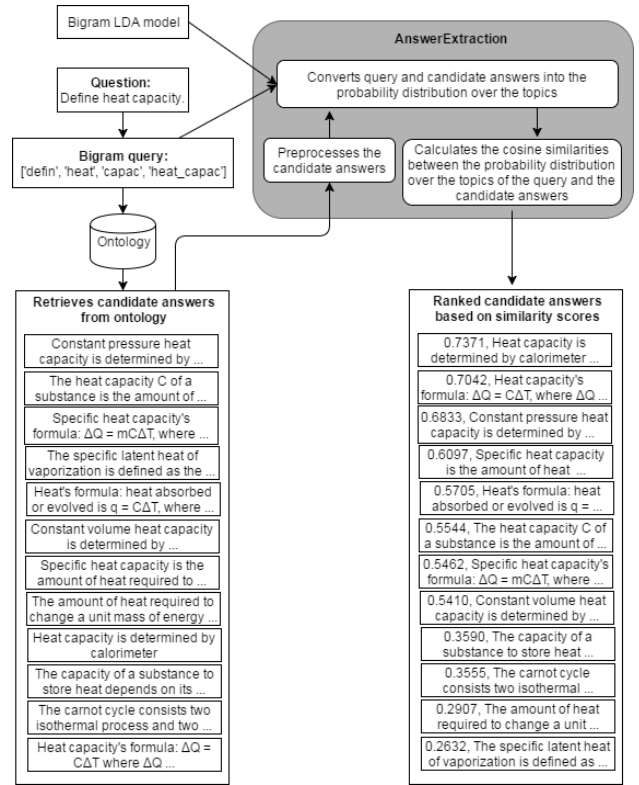 Bigram LDA model
Question:
Define heat capacity.
Bigram query:
['defin', 'heat', 'capac', 'heat_capac']
Ontology
AnswerExtraction
Converts query and candidate answers into the
probability distribution over the topics
Preprocesses the
candidate answers
Calculates the cosine similarities
between the probability distribution
over the topics of the query and the
candidate answers
Retrieves candidate answers
from ontology
Constant pressure heat
capacity is determined by ...
The heat capacity C of a
substance is the amount of ...
Specific heat capacity's
formula: ΔQ = mCΔT, where ...
The specific latent heat of
vaporization is defined as the ...
Heat's formula: heat absorbed
or evolved is q = CΔT, where ...
Constant volume heat capacity
is determined by ...
Specific heat capacity is the
amount of heat required to ...
The amount of heat required to
change a unit mass of energy ...
Heat capacity is determined by
calorimeter
The capacity of a substance to
store heat depends on its ...
The carnot cycle consists two
isothermal process and two ...
Heat capacity's formula: ΔQ =
CΔT where ΔQ ...
Ranked candidate answers
based on similarity scores
0.7371, Heat capacity is
determined by calorimeter ...
0.7042, Heat capacity's
formula: ΔQ = CΔT, where ΔQ ...
0.6833, Constant pressure heat
capacity is determined by ...
0.6097, Specific heat capacity
is the amount of heat ...
0.5705, Heat's formula: heat
absorbed or evolved is q = ...
0.5544, The heat capacity C of
a substance is the amount of ...
0.5462, Specific heat capacity's
formula: ΔQ = mCΔT, where ...
0.5410, Constant volume heat
capacity is determined by ...
0.3590, The capacity of a
substance to store heat ...
0.3555, The carnot cycle
consists two isothermal ...
0.2907, The amount of heat
required to change a unit ...
0.2632, The specific latent heat
of vaporization is defined as ...